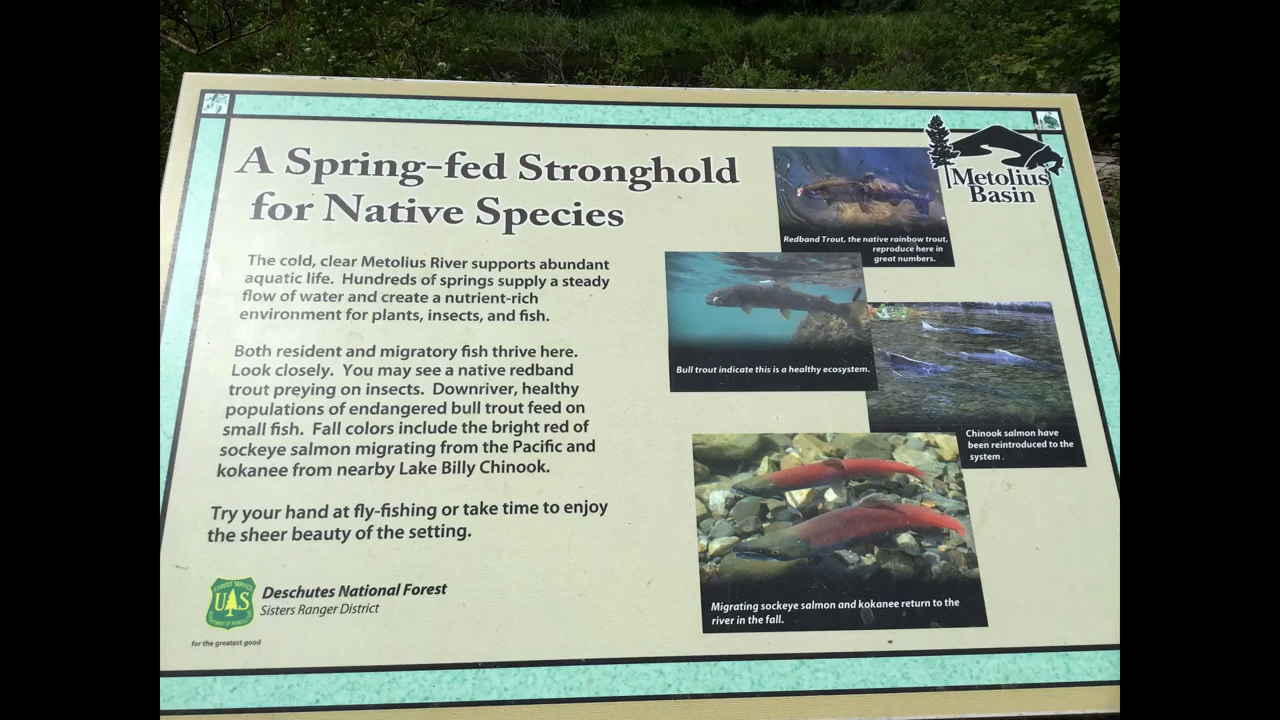 A Spring-fed Stronghold
for Native Species
The cold, clear Metolius River supports abundant
aquatic life. Hundreds of springs supply a steady
flow of water and create a nutrient-rich
environment for plants, insects, and fish.
Both resident and migratory fish thrive here.
Look closely. You may see a native redband
trout preying on insects. Downriver, healthy
populations of endangered bull trout feed on
small fish. Fall colors include the bright red of
sockeye salmon migrating from the Pacific and
kokanee from nearby Lake Billy Chinook.
Try your hand at fly-fishing or take time to enjoy
the sheer beauty of the setting.
FOREST SERVICE
U S
DEPARTMENT OF AGRICULTURE
Deschutes National Forest
Sisters Ranger District
for the greatest good
Metolius
Basin
Redband Trout, the native rainbow trout,
reproduce here in
great numbers.
Bull trout indicate this is a healthy ecosystem.
Chinook salmon have
been reintroduced to the
system .
Migrating sockeye salmon and kokanee return to the
river in the fall.